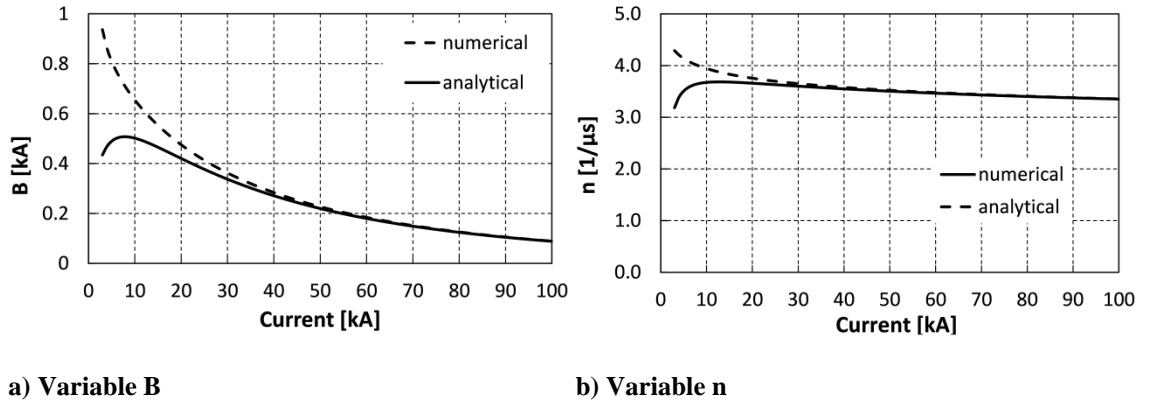 1
0.8
0.6
0.4
0.2
0
B [kA]
numerical
analytical
0 10 20 30 40 50 60 70 80 90 100
Current [kA]
5.0
4.0
3.0
2.0
1.0
0.0
n [1/μs]
numerical
analytical
0 10 20 30 40 50 60 70 80 90 100
Current [kA]
a) Variable B
b) Variable n